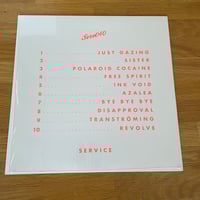 1 JUST GAZING
2 SISTER
3 POLAROID COCAINE
4 FREE SPIRIT
5 INK VOID
6 AZALEA
7 BYE BYE BYE
8 DISAPPROVAL
9 TRANSTRÖMING
10 REVOLVE
SERVICE